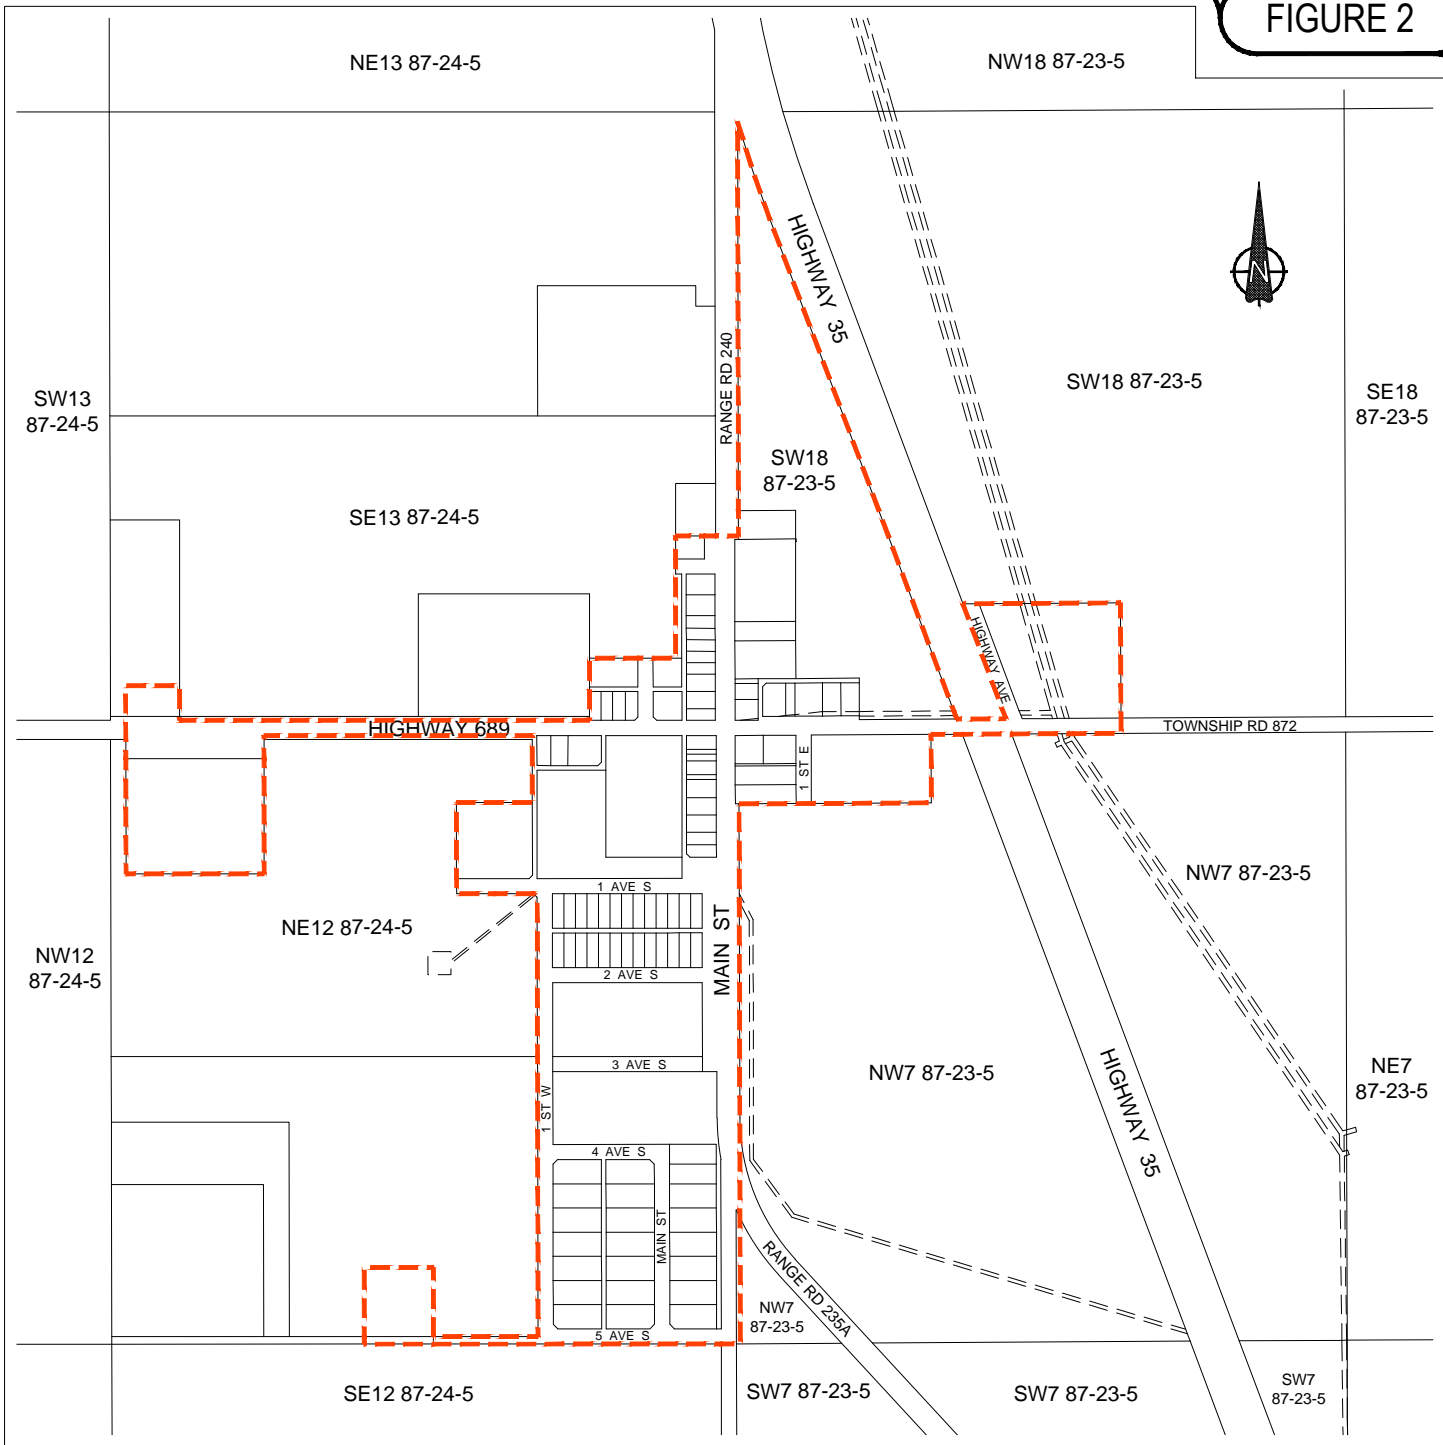 FIGURE 2
NE13 87-24-5
NW18 87-23-5
HIGHWAY 35
N
RANGE RD 240
SW13
87-24-5
SW18 87-23-5
SE18
87-23-5
SW18
87-23-5
SE13 87-24-5
HIGHWAY AVE
HIGHWAY 689
TOWNSHIP RD 872
1 ST E
NW7 87-23-5
1 AVE S
NE12 87-24-5
MAIN ST
NW12
87-24-5
2 AVE S
3 AVE S
NW7 87-23-5
NE7
87-23-5
HIGHWAY 35
1 ST W
4 AVE S
MAIN ST
RANGE RD 235A
NW7
87-23-5
5 AVE S
SE12 87-24-5
SW7 87-23-5
SW7 87-23-5
SW7
87-23-5